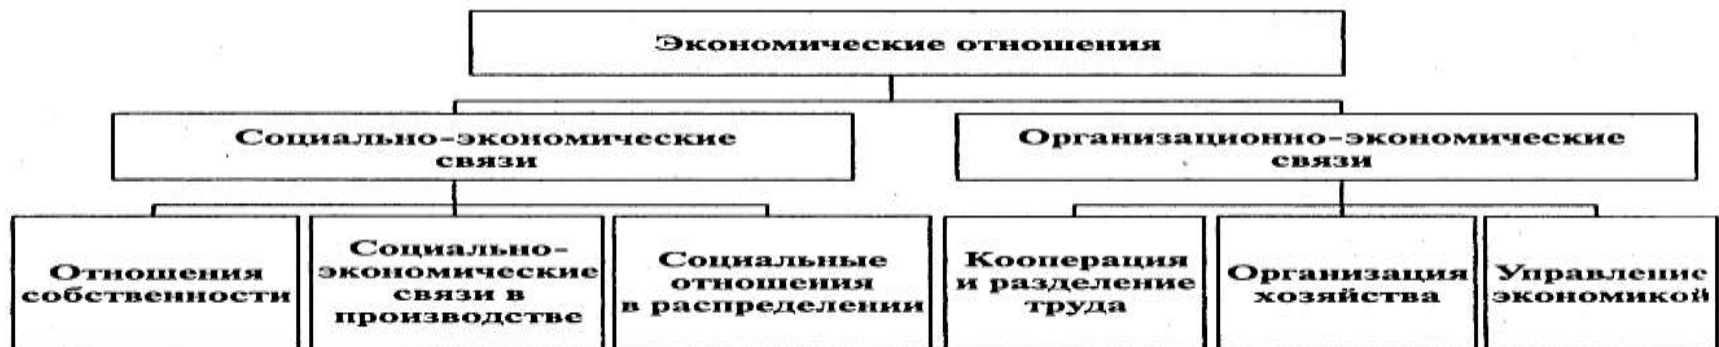 Экономические отношения
Социально-экономические
связи
Организационно-экономические
связи
Отношения
собственности
Социально-
экономические
связи в
производстве
Социальные
отношения
в распределении
Кооперация
и разделение
труда
Организация
хозяйства
Управление
экономикой